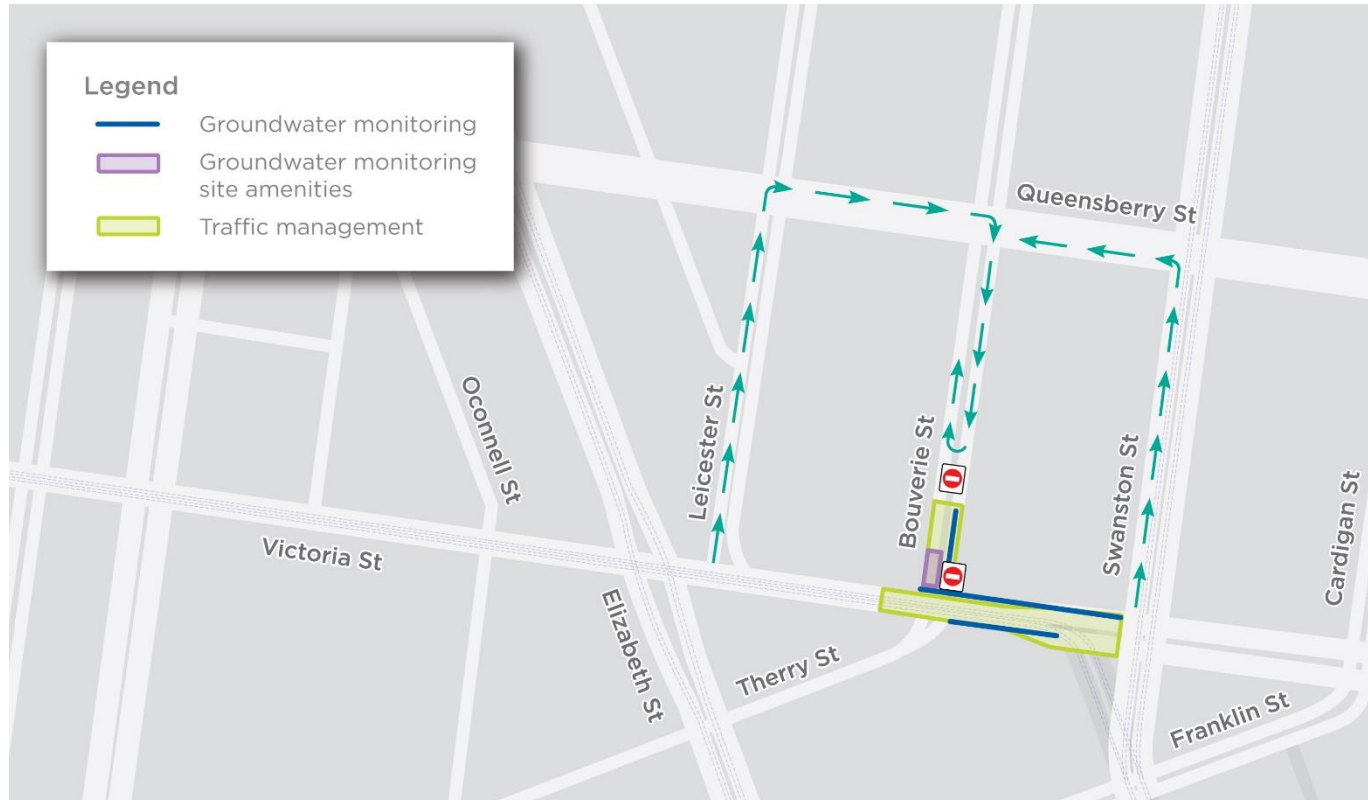 Legend
Groundwater monitoring
Groundwater monitoring
site amenities
Traffic management
Queensberry St
Oconnell St
Leicester St
Bouverie St
Swanston St
Cardigan St
Victoria St
Elizabeth St
Therry St
Franklin St